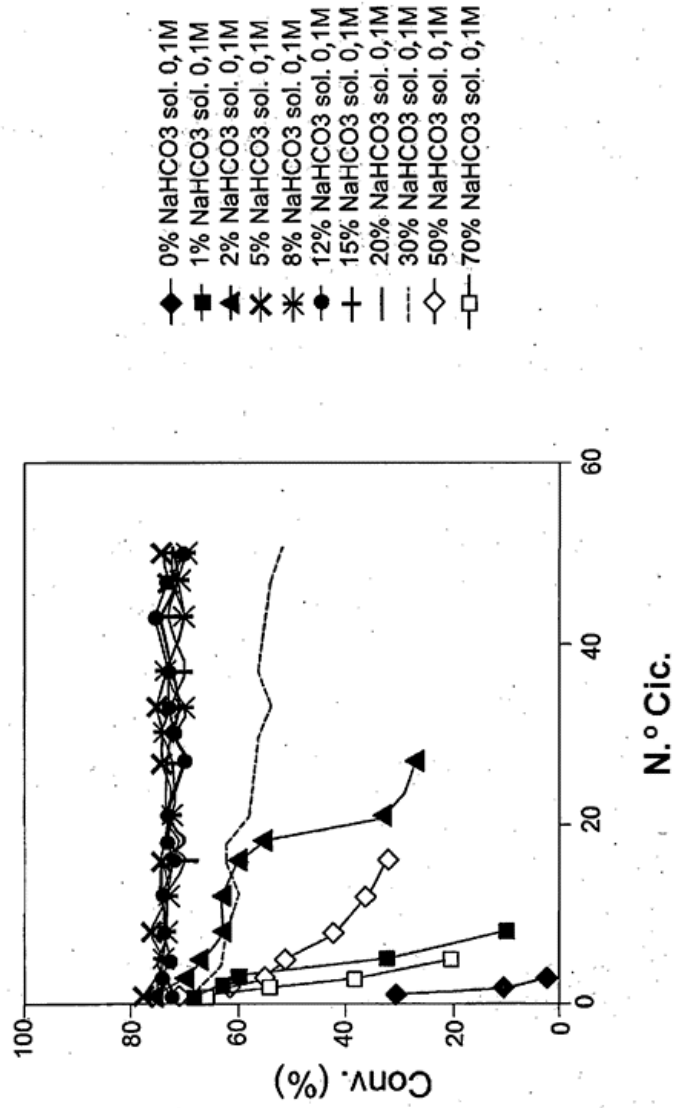 0% NaHCO3 sol. 0,1M
1% NaHCO3 sol. 0,1M
2% NaHCO3 sol. 0,1M
5% NaHCO3 sol. 0,1M
8% NaHCO3 sol. 0,1M
12% NaHCO3 sol. 0,1M
15% NaHCO3 sol. 0,1M
20% NaHCO3 sol. 0,1M
30% NaHCO3 sol. 0,1M
50% NaHCO3 sol. 0,1M
70% NaHCO3 sol. 0,1M
Conv. (%)
100
80
60
40
20
0
0
20
40
60
N.º Cic.